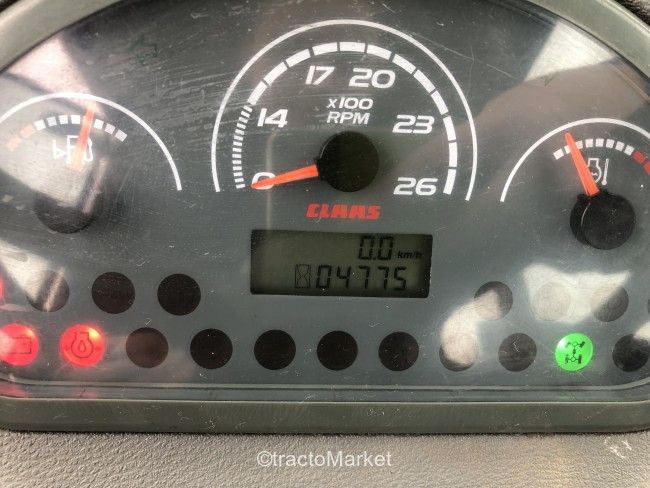 17 20
x100
14 RPM 23
0 26
CLAAS
0.0 km/h
04775
©tractoMarket